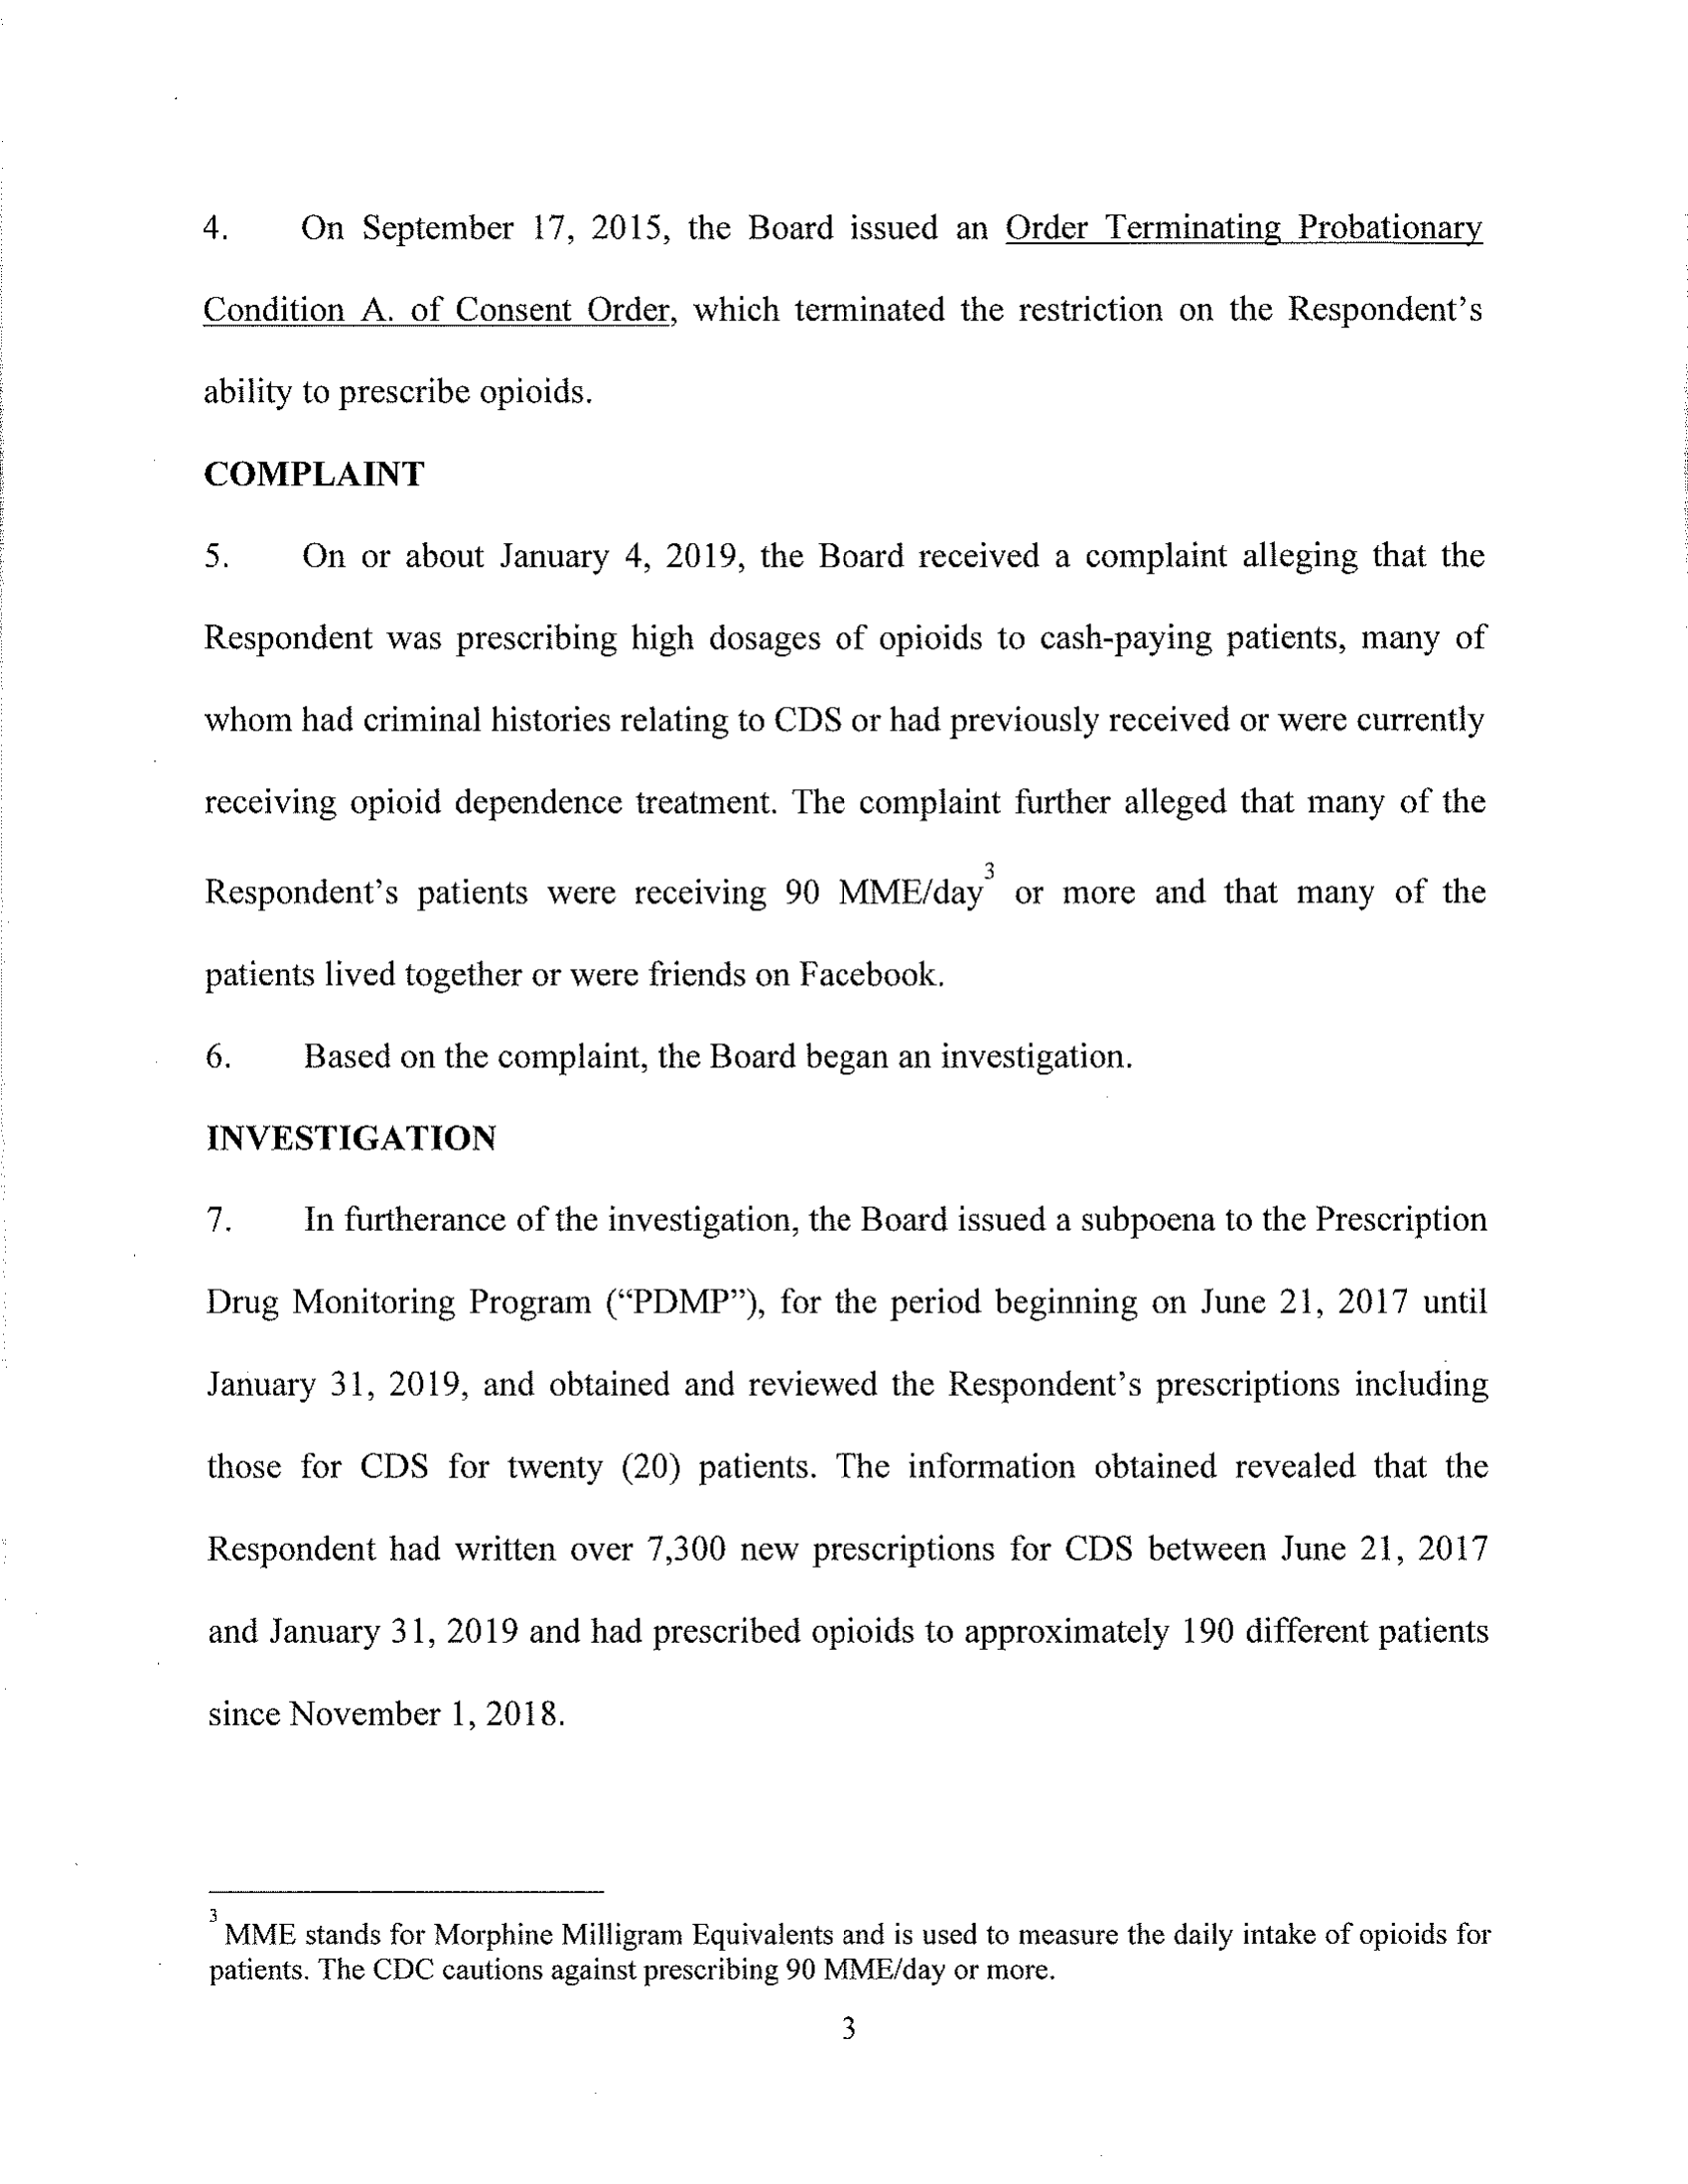 4. On September 17, 2015, the Board issued an Order Terminating Probationary
Condition A. of Consent Order, which terminated the restriction on the Respondent's
ability to prescribe opioids.
COMPLAINT
5. On or about January 4, 2019, the Board received a complaint alleging that the
Respondent was prescribing high dosages of opioids to cash-paying patients, many of
whom had criminal histories relating to CDS or had previously received or were currently
receiving opioid dependence treatment. The complaint further alleged that many of the
Respondent's patients were receiving 90 MME/day3 or more and that many of the
patients lived together or were friends on Facebook.
6. Based on the complaint, the Board began an investigation.
INVESTIGATION
7. In furtherance of the investigation, the Board issued a subpoena to the Prescription
Drug Monitoring Program (“PDMP”), for the period beginning on June 21, 2017 until
January 31, 2019, and obtained and reviewed the Respondent's prescriptions including
those for CDS for twenty (20) patients. The information obtained revealed that the
Respondent had written over 7,300 new prescriptions for CDS between June 21, 2017
and January 31, 2019 and had prescribed opioids to approximately 190 different patients
since November 1, 2018.
3 MME stands for Morphine Milligram Equivalents and is used to measure the daily intake of opioids for
patients. The CDC cautions against prescribing 90 MME/day or more.
3